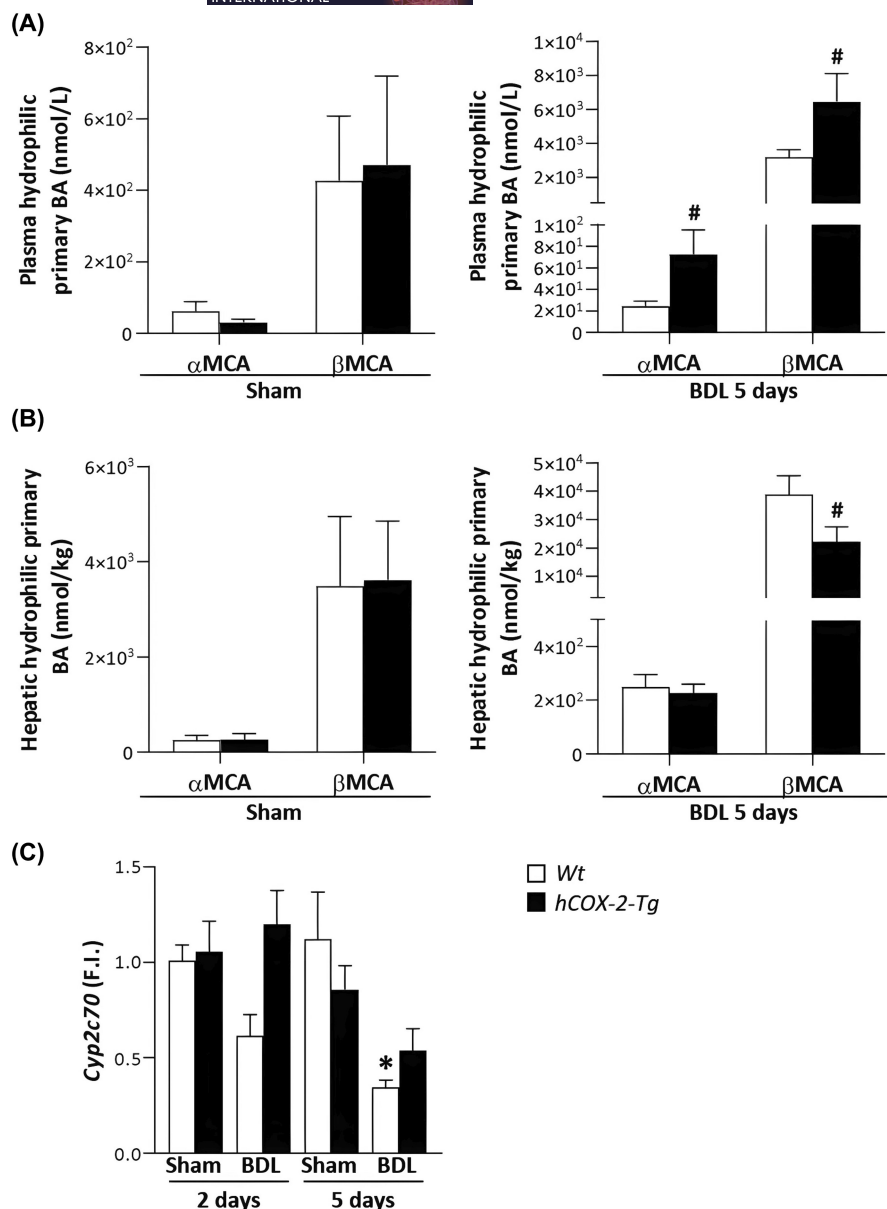 INTERNATIONAL
(A)
Plasma hydrophilic
primary BA (nmol/L)
8×10²
6×10²
4×10²
2×10²
0
αMCA
βMCA
Sham
Plasma hydrophilic
primary BA (nmol/L)
1×10⁴
8×10³
6×10³
4×10³
2×10³
1×10²
8×10¹
6×10¹
4×10¹
2×10¹
0
#
#
αMCA
βMCA
BDL 5 days
(B)
Hepatic hydrophilic primary
BA (nmol/kg)
6×10³
4×10³
2×10³
0
αMCA
βMCA
Sham
Hepatic hydrophilic primary
BA (nmol/kg)
5×10⁴
4×10⁴
3×10⁴
2×10⁴
1×10⁴
4×10²
2×10²
0
#
αMCA
βMCA
BDL 5 days
(C)
Cyp2c70 (F.I.)
1.5
1.0
0.5
0.0
*
Sham BDL Sham BDL
2 days 5 days
Wt
hCOX-2-Tg